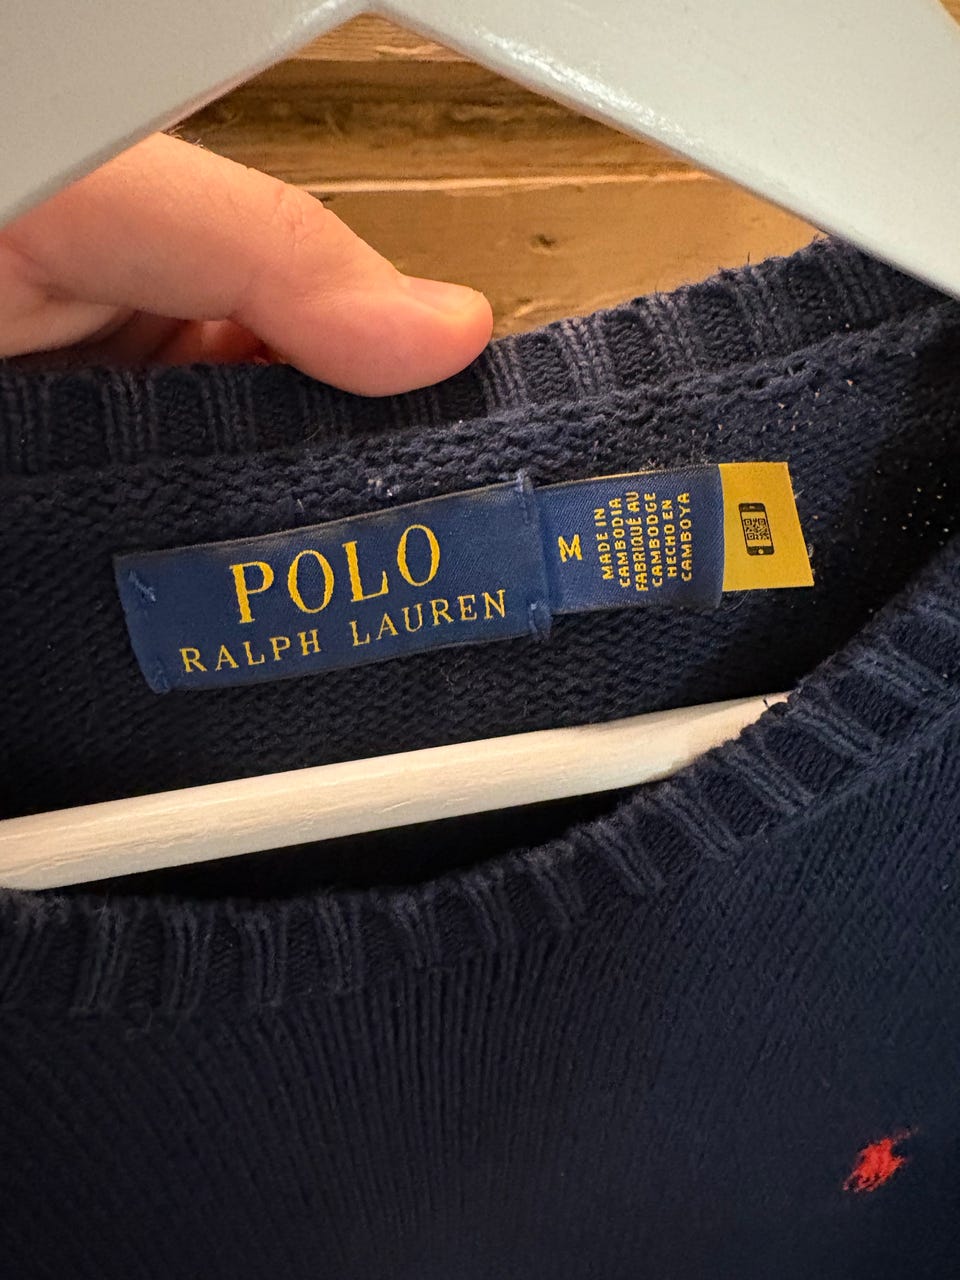 POLO
RALPH LAUREN
M
MADE IN
CAMBODIA
FABRIQUÉ AU
CAMBODGE
HECHO EN
CAMBOYA